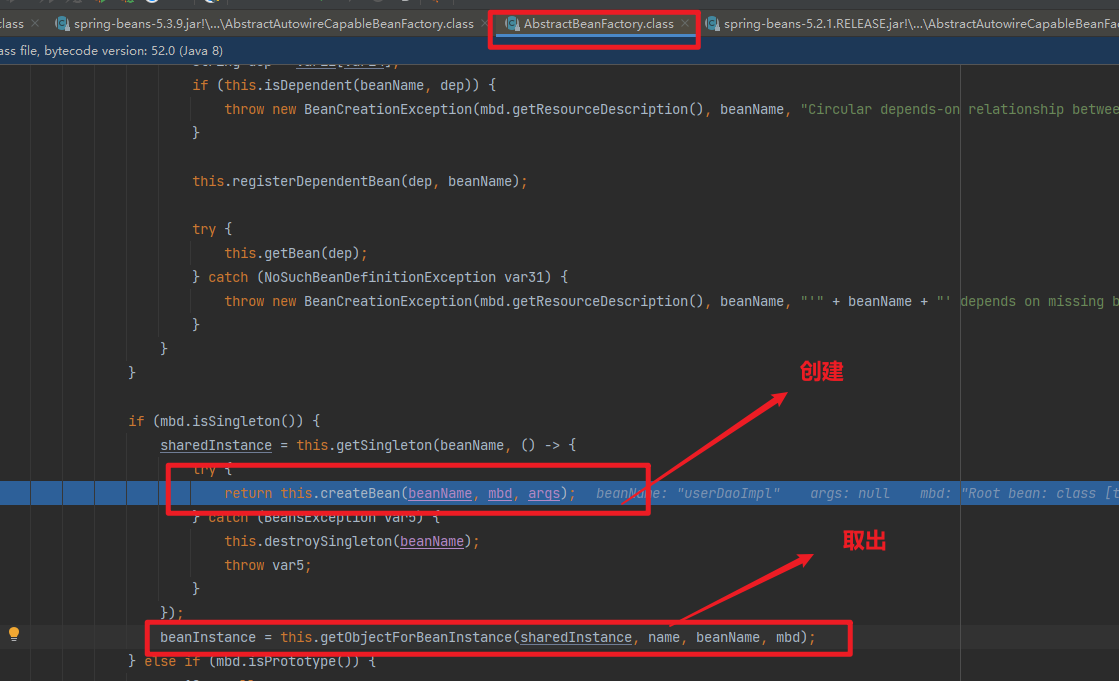 class
spring-beans-5.3.9.jar!\...\AbstractAutowireCapableBeanFactory.class
AbstractBeanFactory.class
spring-beans-5.2.1.RELEASE.jar!\...\AbstractAutowireCapableBeanFa
ass file, bytecode version: 52.0 (Java 8)
if (this.isDependent(beanName, dep)) {
throw new BeanCreationException(mbd.getResourceDescription(), beanName, "Circular depends-on relationship betwee
}
this.registerDependentBean(dep, beanName);
try {
this.getBean(dep);
} catch (NoSuchBeanDefinitionException var31) {
throw new BeanCreationException(mbd.getResourceDescription(), beanName, "'" + beanName + "' depends on missing b
}
}
}
创建
if (mbd.isSingleton()) {
sharedInstance = this.getSingleton(beanName, () -> {
try {
return this.createBean(beanName, mbd, args); beanName: "userDaoImpl" args: null mbd: "Root bean: class [t
} catch (BeansException var5) {
取出
this.destroySingleton(beanName);
throw var5;
}
});
beanInstance = this.getObjectForBeanInstance(sharedInstance, name, beanName, mbd);
} else if (mbd.isPrototype()) {